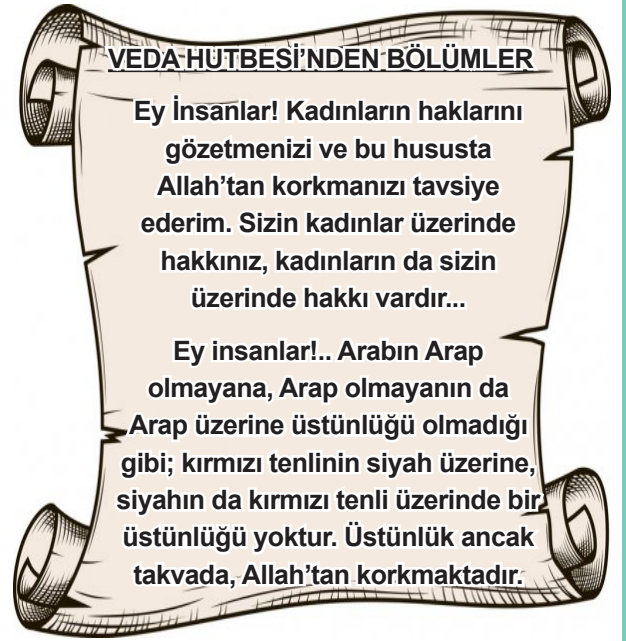 VEDA HUTBESİ’NDEN BÖLÜMLER
Ey İnsanlar! Kadınların haklarını
gözetmenizi ve bu hususta
Allah’tan korkmanızı tavsiye
ederim. Sizin kadınlar üzerinde
hakkınız, kadınların da sizin
üzerinde hakkı vardır...
Ey insanlar!.. Arabın Arap
olmayana, Arap olmayanın da
Arap üzerine üstünlüğü olmadığı
gibi; kırmızı tenlinin siyah üzerine,
siyahın da kırmızı tenli üzerinde bir
üstünlüğü yoktur. Üstünlük ancak
takvada, Allah’tan korkmaktadır.